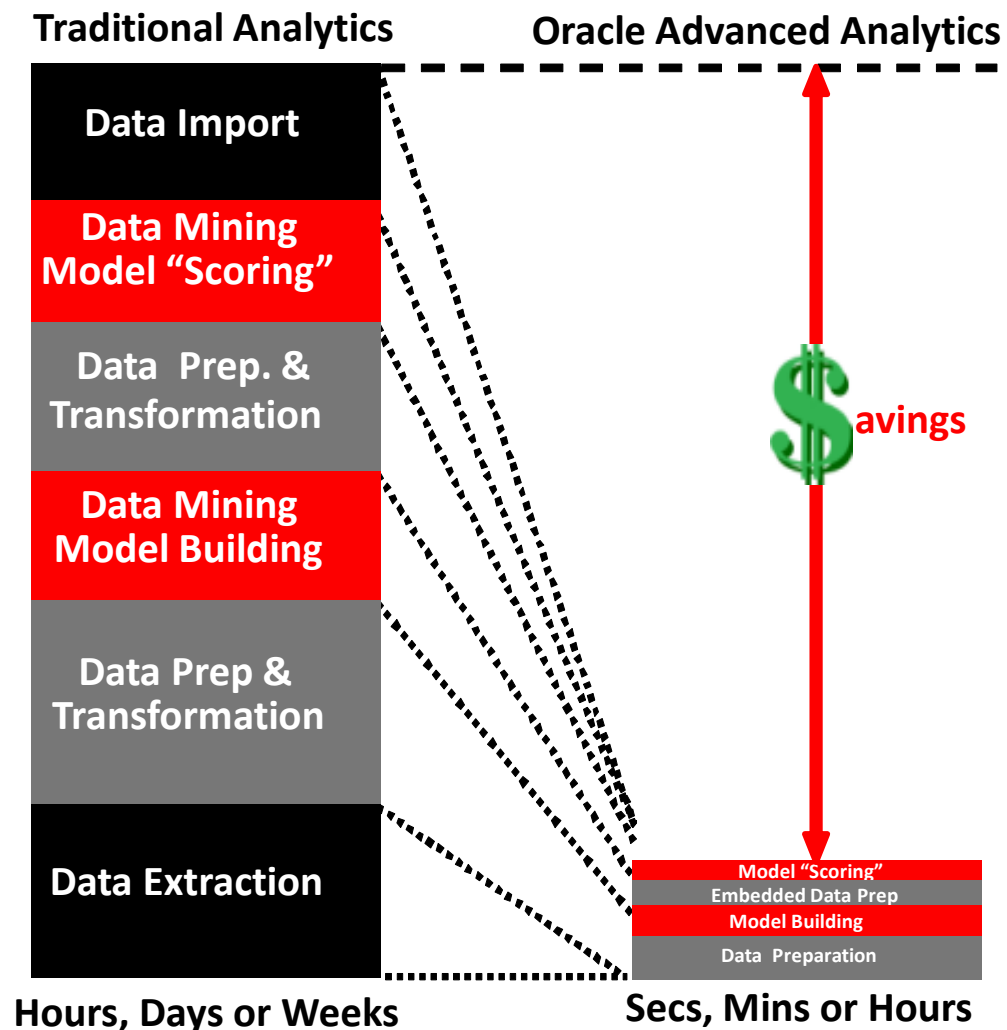 Traditional Analytics
Data Import
Data Mining
Model “Scoring”
Data Prep. &
Transformation
Data Mining
Model Building
Data Prep &
Transformation
Data Extraction
Hours, Days or Weeks
Oracle Advanced Analytics
$avings
Model “Scoring”
Embedded Data Prep
Model Building
Data Preparation
Secs, Mins or Hours